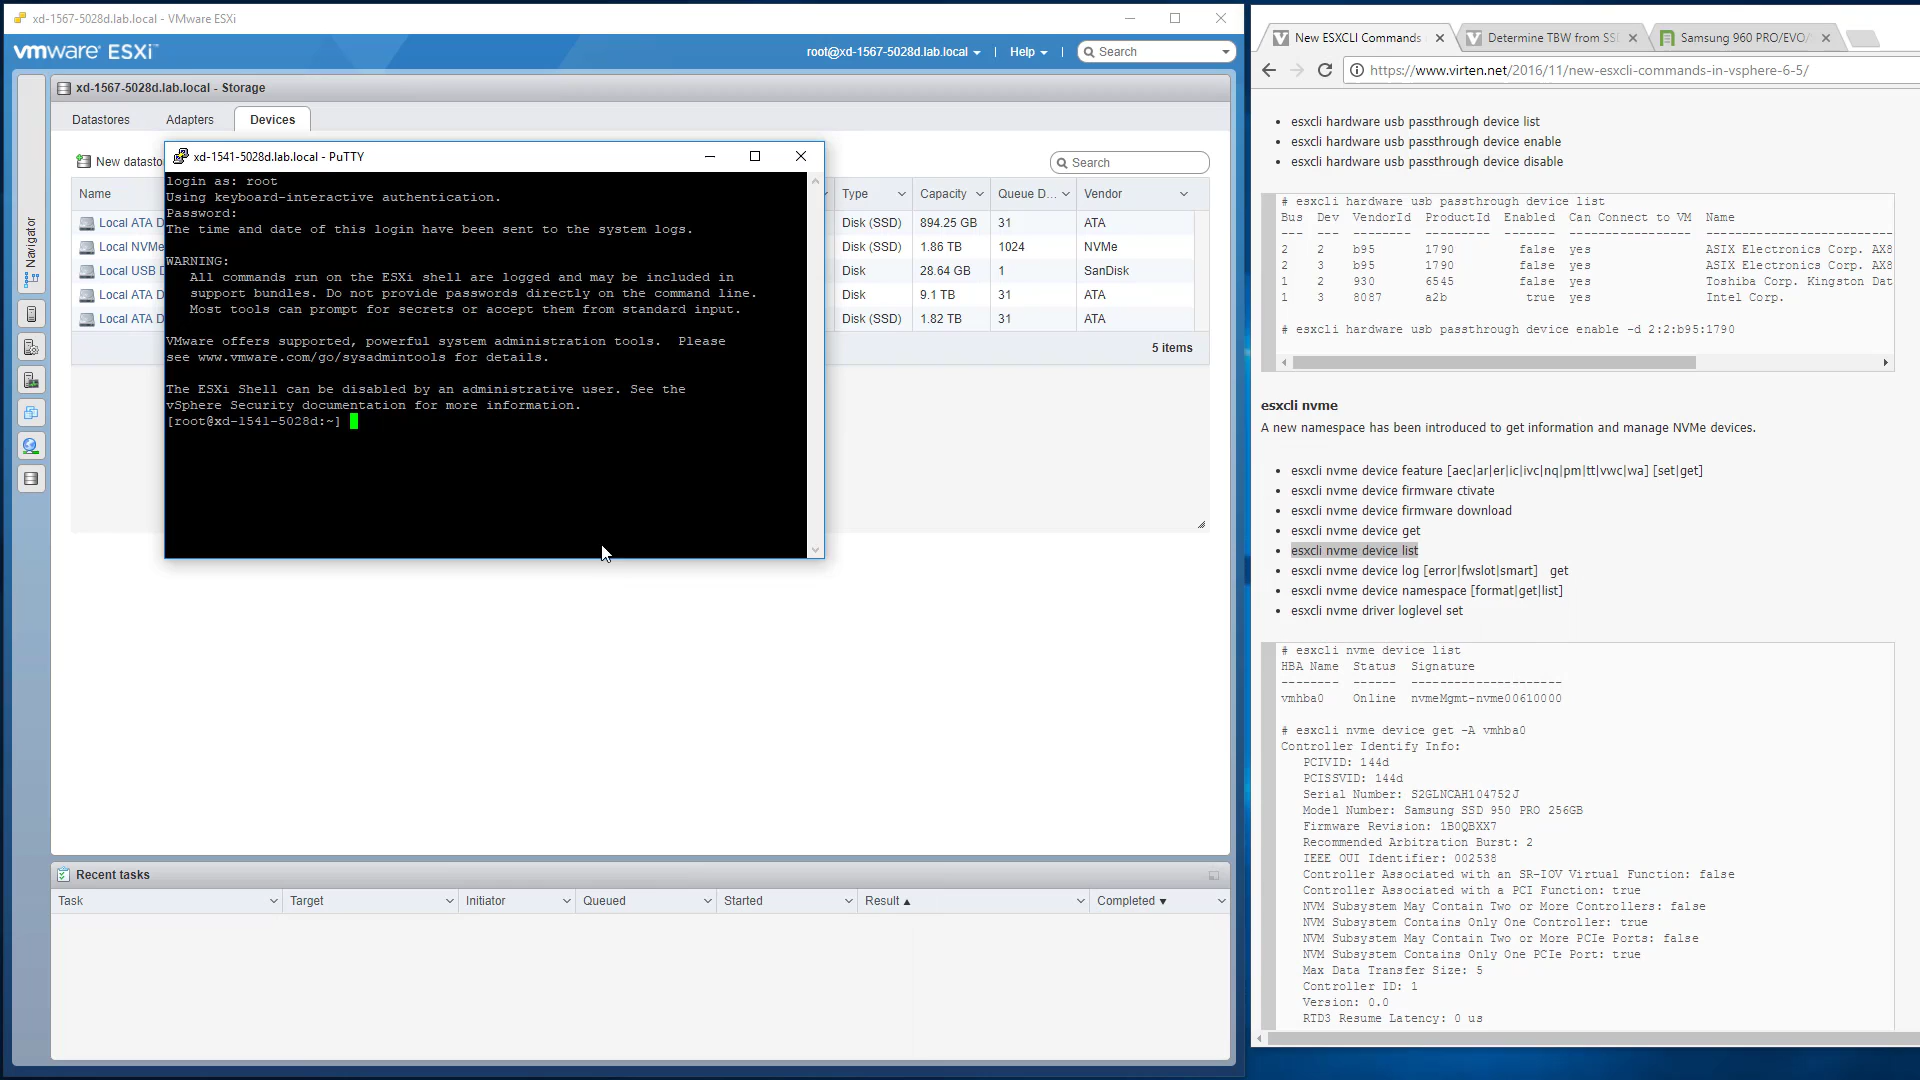 xd-1567-5028d.lab.local - VMware ESXi
vmware ESXi
root@xd-1567-5028d.lab.local
|
Help
|
Search
Navigator
xd-1567-5028d.lab.local - Storage
Datastores
Adapters
Devices
New datasto
Search
Name
Type
Capacity
Queue D...
Vendor
Local ATA D
Disk (SSD)
894.25 GB
31
ATA
Local NVMe
Disk (SSD)
1.86 TB
1024
NVMe
Local USB D
Disk
28.64 GB
1
SanDisk
Local ATA D
Disk
9.1 TB
31
ATA
Local ATA D
Disk (SSD)
1.82 TB
31
ATA
5 items
xd-1541-5028d.lab.local - PuTTY
login as: root
Using keyboard-interactive authentication.
Password:
The time and date of this login have been sent to the system logs.
WARNING:
All commands run on the ESXi shell are logged and may be included in
support bundles. Do not provide passwords directly on the command line.
Most tools can prompt for secrets or accept them from standard input.
VMware offers supported, powerful system administration tools.  Please
see www.vmware.com/go/sysadmintools for details.
The ESXi Shell can be disabled by an administrative user. See the
vSphere Security documentation for more information.
[root@xd-1541-5028d:~]
Recent tasks
Task
Target
Initiator
Queued
Started
Result
Completed
New ESXCLI Commands
Determine TBW from SS
Samsung 960 PRO/EVO/
https://www.virten.net/2016/11/new-esxcli-commands-in-vsphere-6-5/
• esxcli hardware usb passthrough device list
• esxcli hardware usb passthrough device enable
• esxcli hardware usb passthrough device disable
# esxcli hardware usb passthrough device list
Bus  Dev  VendorId  ProductId  Enabled  Can Connect to VM  Name
---  ---  --------  ---------  -------  -----------------  --------------------------
2    2    b95       1790         false  yes                ASIX Electronics Corp. AX8
2    3    b95       1790         false  yes                ASIX Electronics Corp. AX8
1    2    930       6545         false  yes                Toshiba Corp. Kingston Dat
1    3    8087      a2b           true  yes                Intel Corp.
# esxcli hardware usb passthrough device enable -d 2:2:b95:1790
esxcli nvme
A new namespace has been introduced to get information and manage NVMe devices.
• esxcli nvme device feature [aec|ar|er|ic|ivc|nq|pm|tt|vwc|wa] [set|get]
• esxcli nvme device firmware ctivate
• esxcli nvme device firmware download
• esxcli nvme device get
• esxcli nvme device list
• esxcli nvme device log [error|fwslot|smart]  get
• esxcli nvme device namespace [format|get|list]
• esxcli nvme driver loglevel set
# esxcli nvme device list
HBA Name  Status  Signature
--------  ------  ---------------------
vmhba0    Online  nvmeMgmt-nvme00610000
# esxcli nvme device get -A vmhba0
Controller Identify Info:
PCIVID: 144d
PCISSVID: 144d
Serial Number: S2GLNCAH104752J
Model Number: Samsung SSD 950 PRO 256GB
Firmware Revision: 1B0QBXX7
Recommended Arbitration Burst: 2
IEEE OUI Identifier: 002538
Controller Associated with an SR-IOV Virtual Function: false
Controller Associated with a PCI Function: true
NVM Subsystem May Contain Two or More Controllers: false
NVM Subsystem Contains Only One Controller: true
NVM Subsystem May Contain Two or More PCIe Ports: false
NVM Subsystem Contains Only One PCIe Port: true
Max Data Transfer Size: 5
Controller ID: 1
Version: 0.0
RTD3 Resume Latency: 0 us